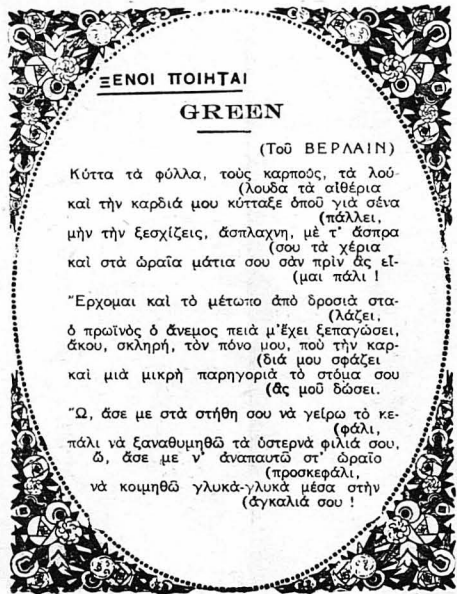 ΞΕΝΟΙ ΠΟΙΗΤΑΙ
GREEN
(Τοῦ ΒΕΡΛΑΙΝ)
Κύττα τὰ φύλλα, τοὺς καρποὺς, τὰ λού-
(λουδα τὰ αἰθέρια
καὶ τὴν καρδιά μου κύτταξε ὁποῦ γιὰ σένα
(πάλλει,
μὴν τὴν ξεσχίζεις, ἄσπλαχνη, μὲ τ' ἄσπρα
(σου τὰ χέρια
καὶ στὰ ὡραῖα μάτια σου σὰν πρὶν ἂς εἶ-
(μαι πάλι !
Ἔρχομαι καὶ τὸ μέτωπο ἀπὸ δροσιὰ στα-
(λάζει,
ὁ πρωϊνὸς ὁ ἄνεμος πειὰ μ'ἔχει ξεπαγώσει,
ἄκου, σκληρή, τὸν πόνο μου, ποὺ τὴν καρ-
(διά μου σφάζει
καὶ μιὰ μικρὴ παρηγοριὰ τὸ στόμα σου
(ἂς μοῦ δώσει.
Ὢ, ἄσε με στὰ στήθη σου νὰ γείρω τὸ κε-
(φάλι,
πάλι νὰ ξαναθυμηθῶ τὰ ὑστερνὰ φιλιά σου,
ὢ, ἄσε με ν' ἀναπαυτῶ στ' ὡραῖο
(προσκεφάλι,
νὰ κοιμηθῶ γλυκὰ-γλυκὰ μέσα στὴν
(ἀγκαλιά σου !